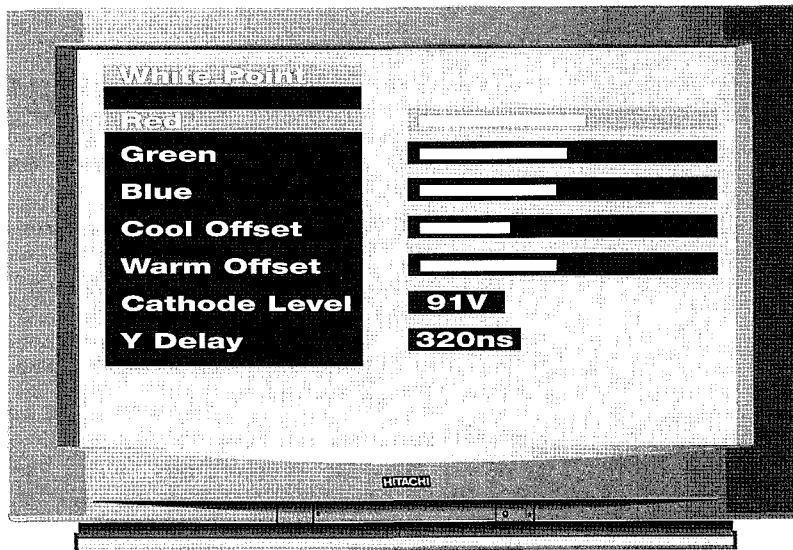 White Point
Red
Green
Blue
Cool Offset
Warm Offset
Cathode Level 91V
Y Delay 320ns
HITACHI